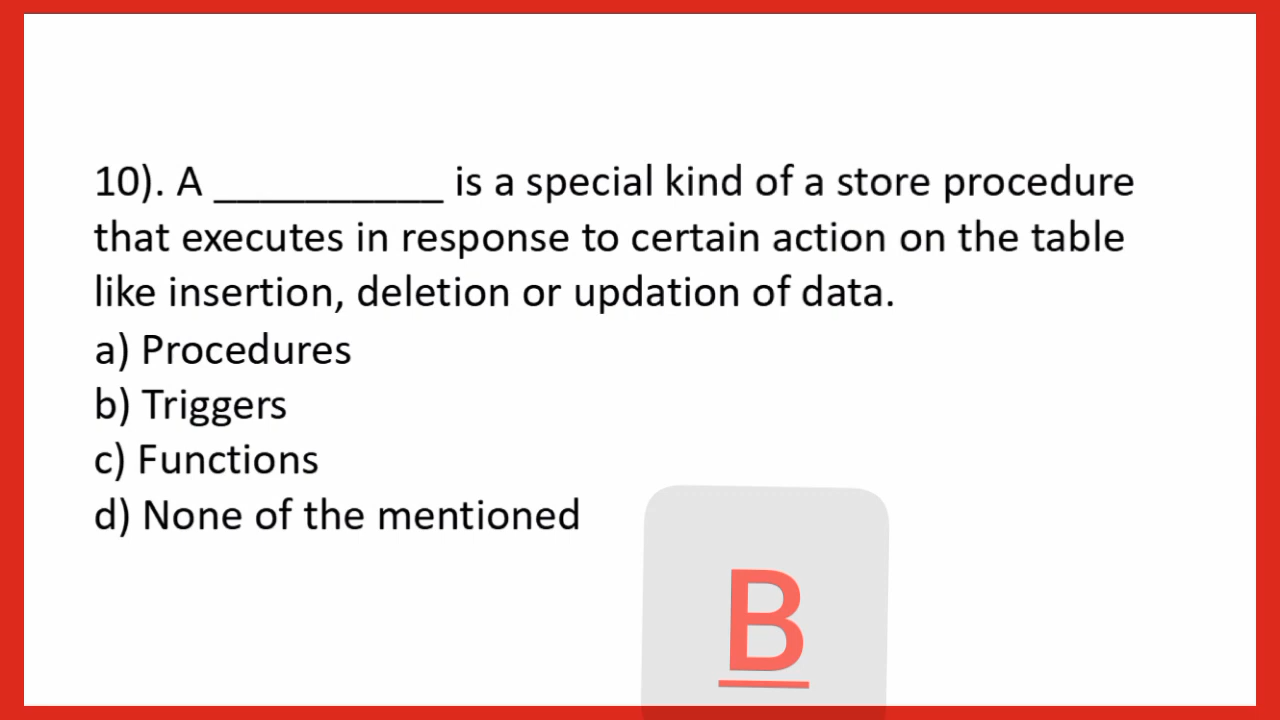 10). A __________ is a special kind of a store procedure
that executes in response to certain action on the table
like insertion, deletion or updation of data.
a) Procedures
b) Triggers
c) Functions
d) None of the mentioned
B